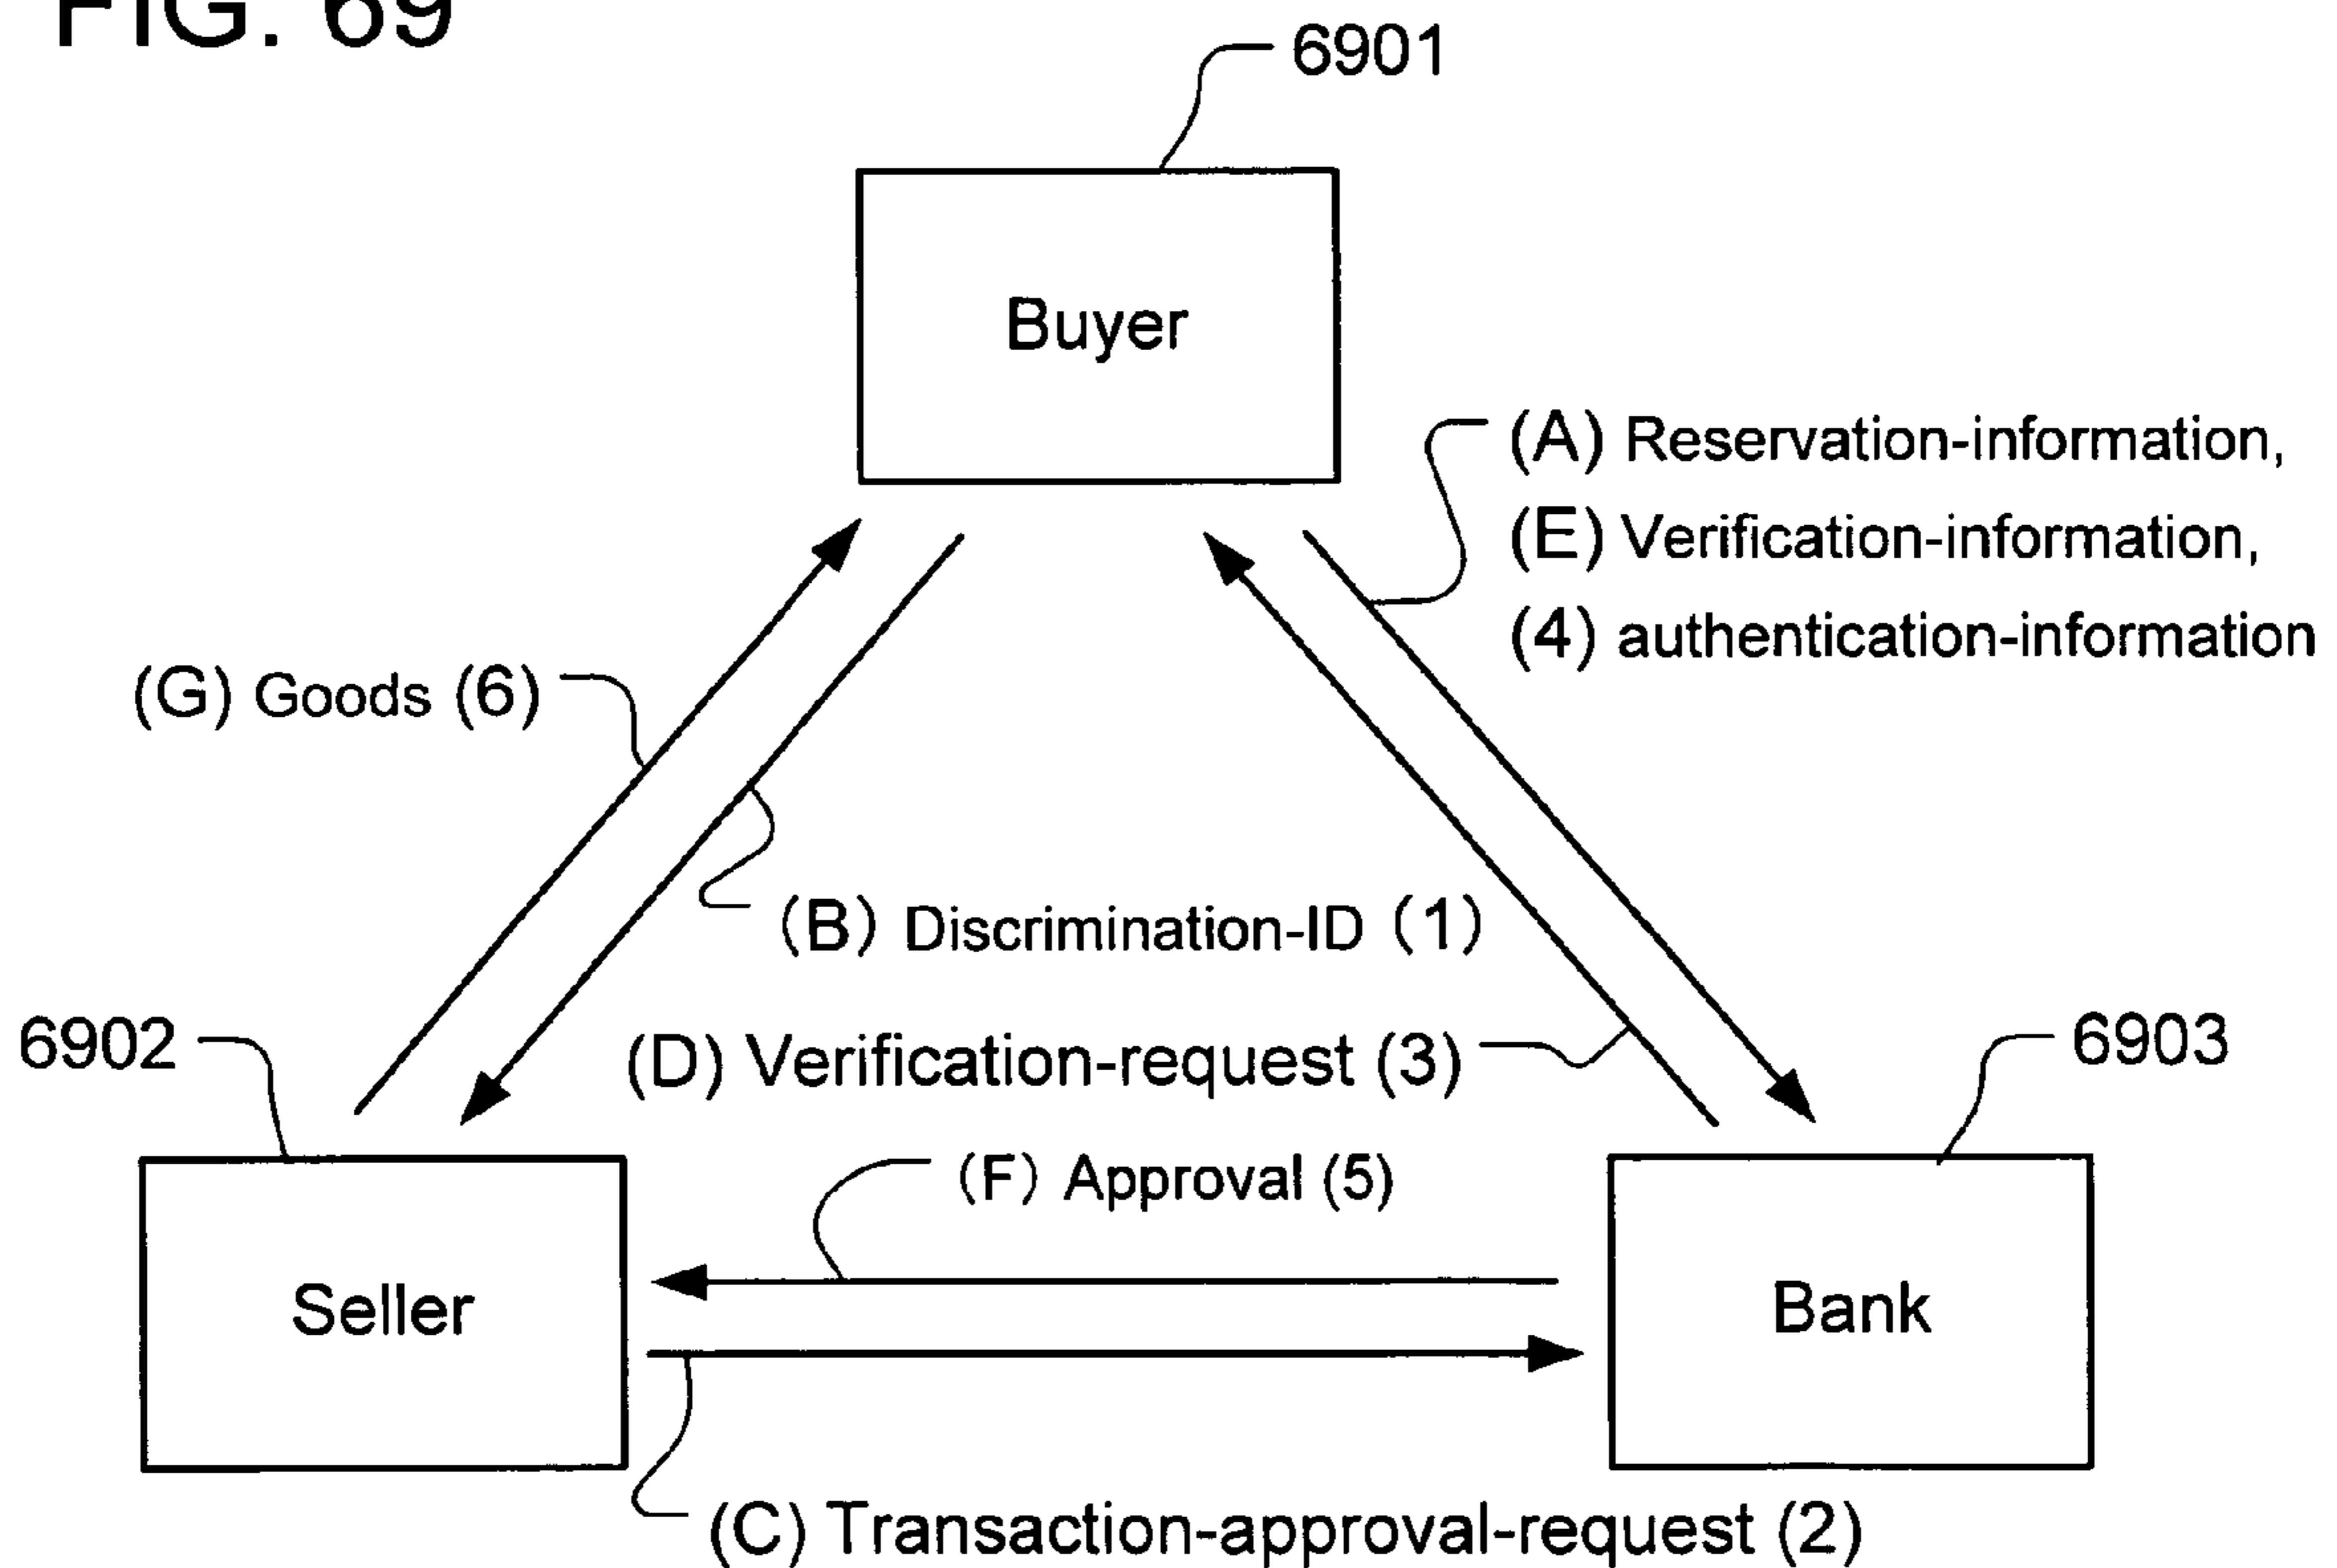 FIG. 69
6901
Buyer
(A) Reservation-information,
(E) Verification-information,
(4) authentication-information
(G) Goods (6)
(B) Discrimination-ID (1)
6902
(D) Verification-request (3)
6903
(F) Approval (5)
Seller
Bank
(C) Transaction-approval-request (2)